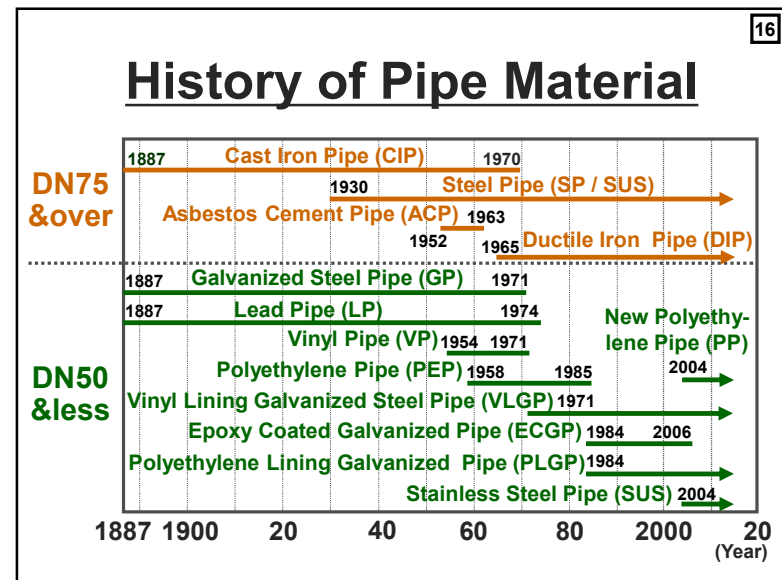 16
History of Pipe Material
DN75
&over
1887 Cast Iron Pipe (CIP) 1970
1930 Steel Pipe (SP / SUS)
Asbestos Cement Pipe (ACP) 1963
1952
1965 Ductile Iron Pipe (DIP)
DN50
&less
1887 Galvanized Steel Pipe (GP) 1971
1887 Lead Pipe (LP) 1974
Vinyl Pipe (VP) 1954 1971
New Polyethy-
lene Pipe (PP)
2004
Polyethylene Pipe (PEP) 1958 1985
Vinyl Lining Galvanized Steel Pipe (VLGP) 1971
Epoxy Coated Galvanized Pipe (ECGP) 1984 2006
Polyethylene Lining Galvanized Pipe (PLGP) 1984
Stainless Steel Pipe (SUS) 2004
1887 1900 20 40 60 80 2000 20
(Year)